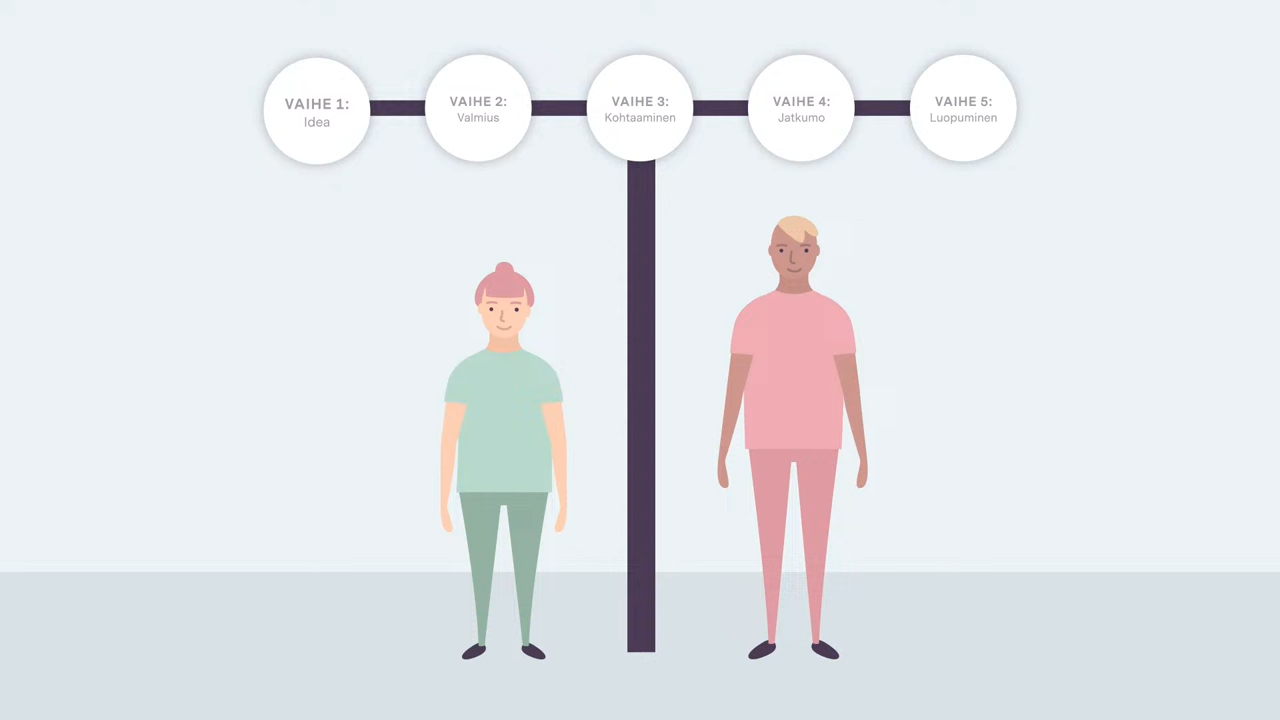 VAIHE 1:
Idea
VAIHE 2:
Valmius
VAIHE 3:
Kohtaaminen
VAIHE 4:
Jatkumo
VAIHE 5:
Luopuminen